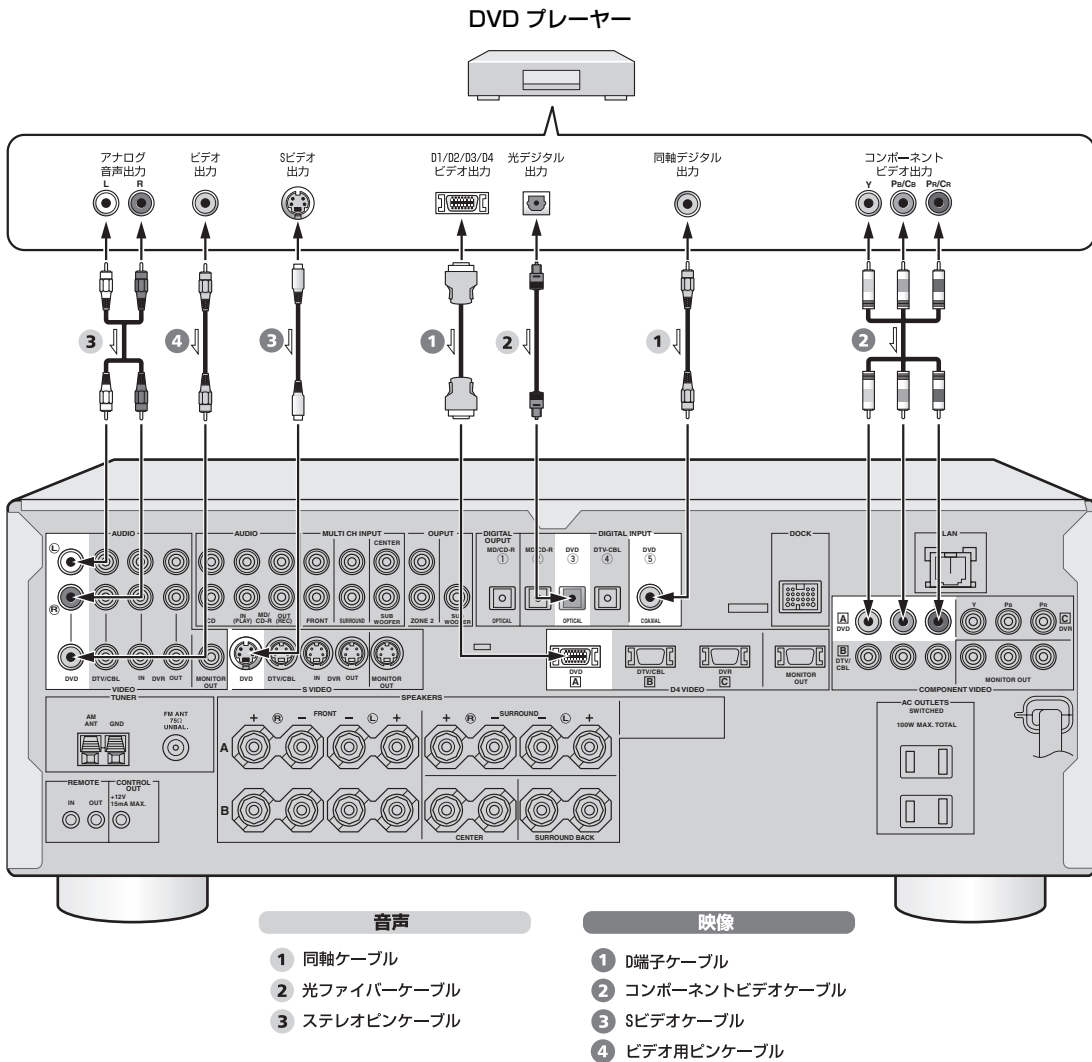 DVD プレーヤー
アナログ
音声出力
L R
ビデオ
出力
Sビデオ
出力
D1/D2/D3/D4
ビデオ出力
光デジタル
出力
同軸デジタル
出力
コンポーネント
ビデオ出力
Y PB/CB PR/CR
3
4
3
1
2
1
2
AUDIO
L
R
DVD DTV/CBL IN DVR OUT MONITOR OUT
VIDEO
AUDIO
CD
IN (PLAY) MD/CD-R OUT (REC)
MULTI CH INPUT
CENTER
FRONT SURROUND SUB WOOFER
OUPUT
ZONE 2 SUB WOOFER
DIGITAL OUPUT
MD/CD-R
①
OPTICAL
DIGITAL INPUT
MD/CD-R
②
DVD
③
DTV-CBL
④
DVD
⑤
OPTICAL
COAXIAL
DOCK
LAN
DVD DTV/CBL IN DVR OUT MONITOR OUT
S VIDEO
DVD
A
DTV/CBL
B
DVR
C
MONITOR OUT
D4 VIDEO
A DVD
B DTV/CBL
Y PB PR
C DVR
MONITOR OUT
COMPONENT VIDEO
TUNER
AM ANT GND
FM ANT
75Ω
UNBAL.
REMOTE
IN OUT
CONTROL OUT
+12V
15mA MAX.
SPEAKERS
+ R − FRONT − L +
+ R − SURROUND − L +
A
B
CENTER
SURROUND BACK
AC OUTLETS
SWITCHED
100W MAX. TOTAL
音声
1 同軸ケーブル
2 光ファイバーケーブル
3 ステレオピンケーブル
映像
1 D端子ケーブル
2 コンポーネントビデオケーブル
3 Sビデオケーブル
4 ビデオ用ピンケーブル